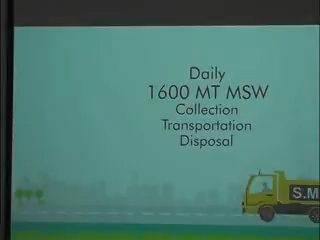 Daily
1600 MT MSW
Collection
Transportation
Disposal
S.M